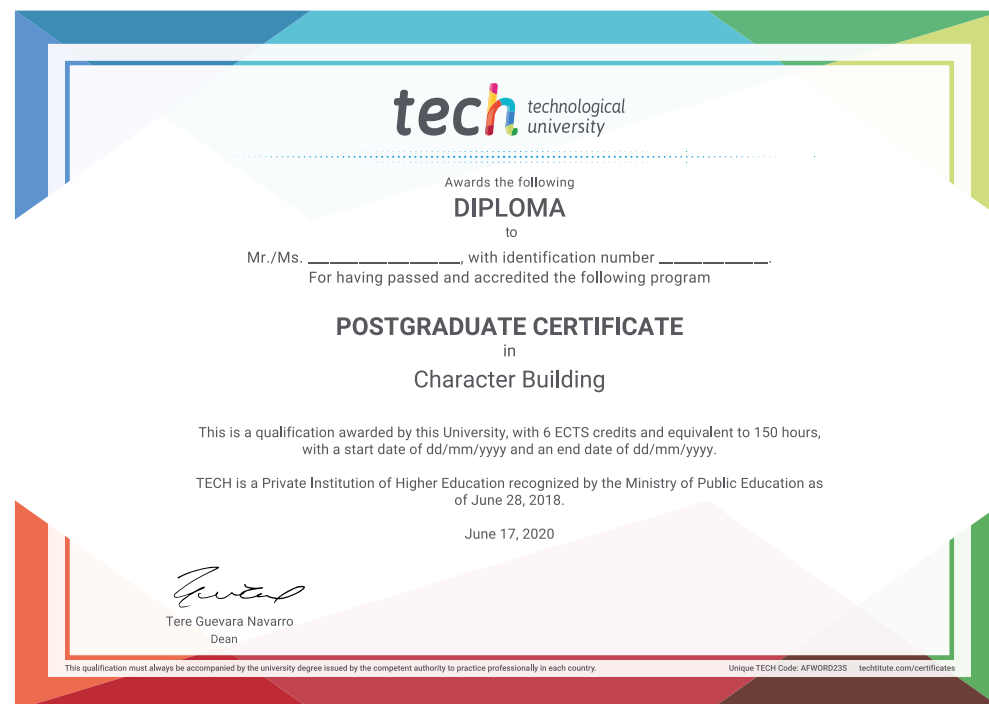 tech technological
university
Awards the following
DIPLOMA
to
Mr./Ms. ____________________, with identification number ______________.
For having passed and accredited the following program
POSTGRADUATE CERTIFICATE
in
Character Building
This is a qualification awarded by this University, with 6 ECTS credits and equivalent to 150 hours,
with a start date of dd/mm/yyyy and an end date of dd/mm/yyyy.
TECH is a Private Institution of Higher Education recognized by the Ministry of Public Education as
of June 28, 2018.
June 17, 2020
Tere Guevara Navarro
Dean
This qualification must always be accompanied by the university degree issued by the competent authority to practice professionally in each country. Unique TECH Code: AFWORD23S techtitute.com/certificates